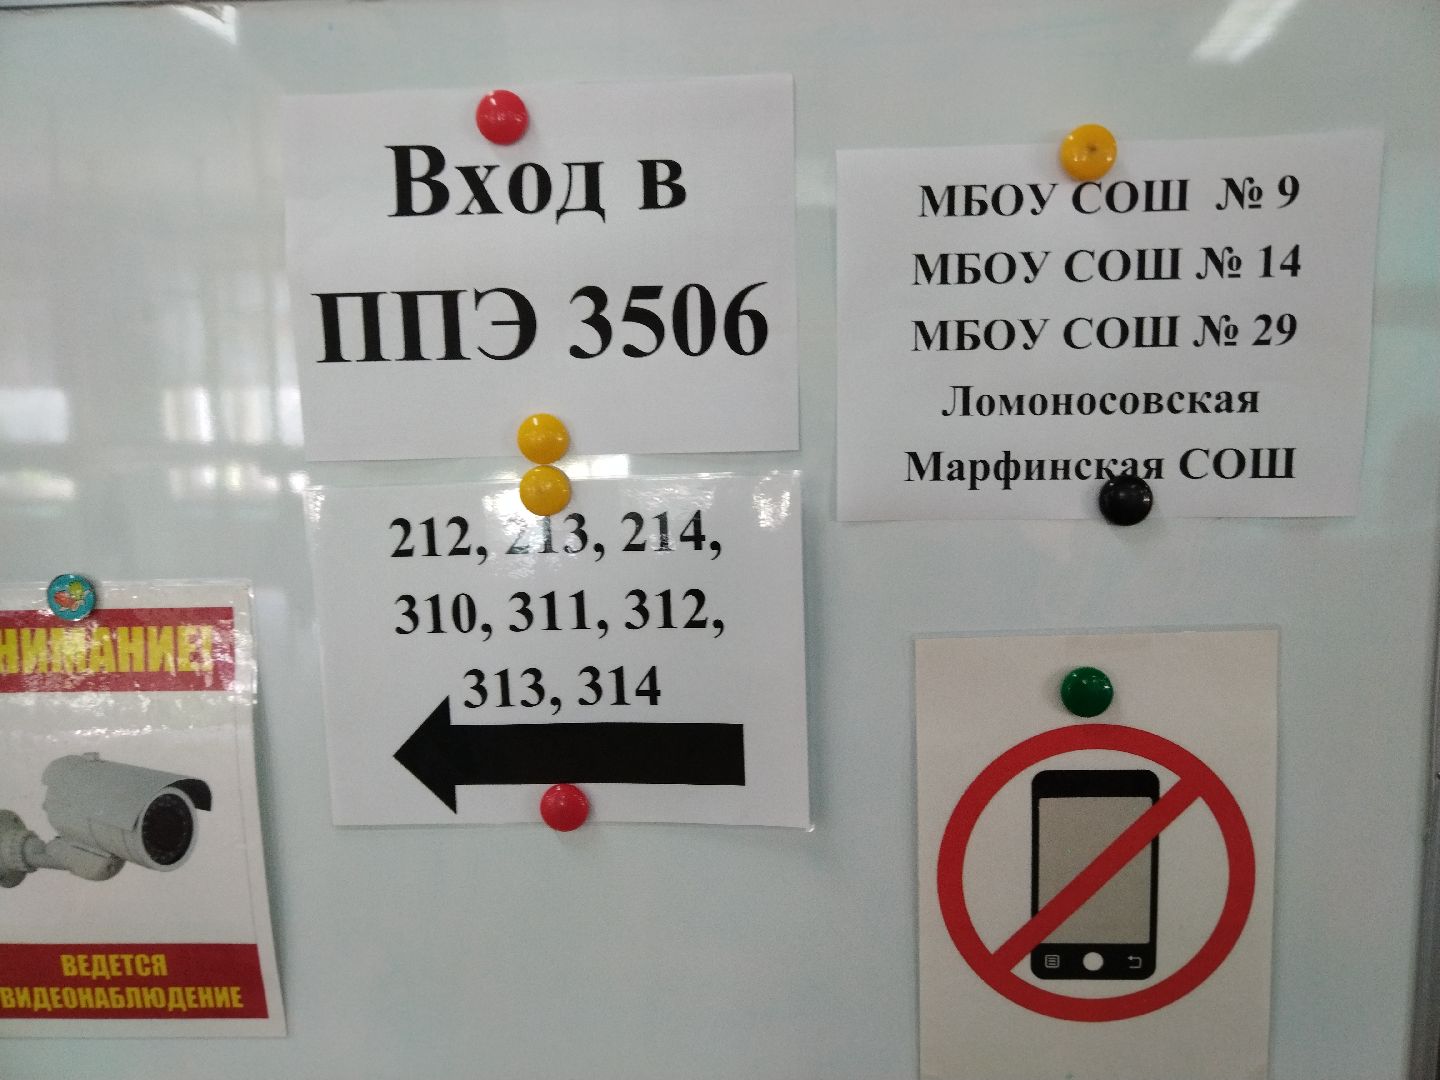 Вход в
ППЭ 3506
212, 213, 214,
310, 311, 312,
313, 314
МБОУ СОШ № 9
МБОУ СОШ № 14
МБОУ СОШ № 29
Ломоносовская
Марфинская СОШ
НИМАНИЕ!
ВЕДЕТСЯ
ВИДЕОНАБЛЮДЕНИЕ